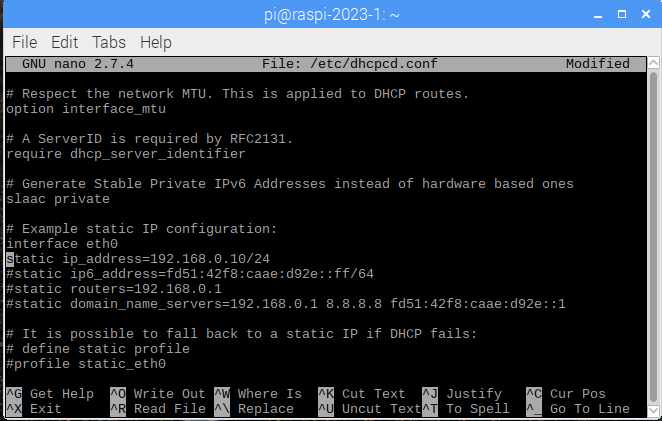 pi@raspi-2023-1: ~
File Edit Tabs Help
GNU nano 2.7.4 File: /etc/dhcpcd.conf Modified
# Respect the network MTU. This is applied to DHCP routes.
option interface_mtu
# A ServerID is required by RFC2131.
require dhcp_server_identifier
# Generate Stable Private IPv6 Addresses instead of hardware based ones
slaac private
# Example static IP configuration:
interface eth0
static ip_address=192.168.0.10/24
#static ip6_address=fd51:42f8:caae:d92e::ff/64
#static routers=192.168.0.1
#static domain_name_servers=192.168.0.1 8.8.8.8 fd51:42f8:caae:d92e::1
# It is possible to fall back to a static IP if DHCP fails:
# define static profile
#profile static_eth0
^G Get Help ^O Write Out ^W Where Is ^K Cut Text ^J Justify ^C Cur Pos
^X Exit ^R Read File ^\ Replace ^U Uncut Text ^T To Spell ^_ Go To Line